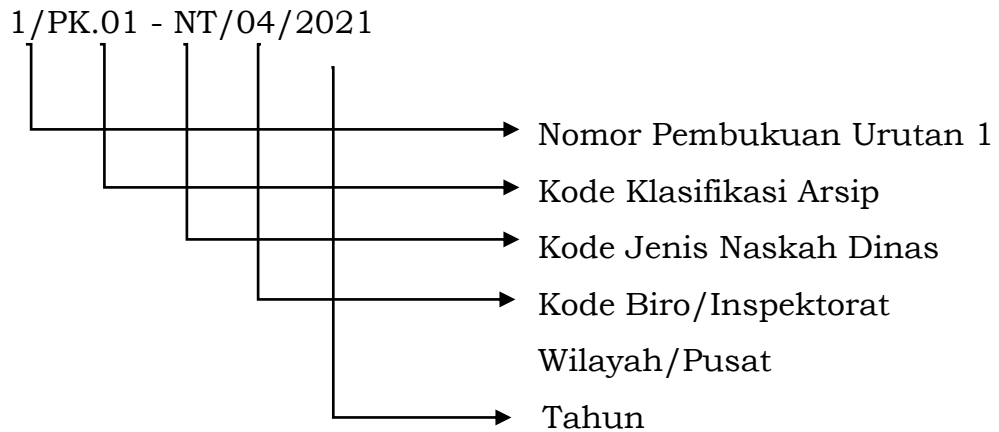 1/PK.01 - NT/04/2021
Nomor Pembukuan Urutan 1
Kode Klasifikasi Arsip
Kode Jenis Naskah Dinas
Kode Biro/Inspektorat
Wilayah/Pusat
Tahun